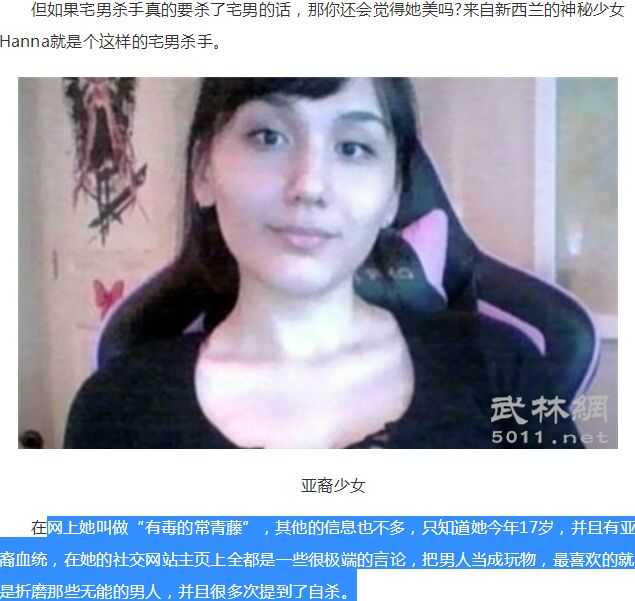 但如果宅男杀手真的要杀了宅男的话，那你还会觉得她美吗?来自新西兰的神秘少女
Hanna就是个这样的宅男杀手。
武林網
5011.net
亚裔少女
在网上她叫做“有毒的常青藤”，其他的信息也不多，只知道她今年17岁，并且有亚
裔血统，在她的社交网站主页上全都是一些很极端的言论，把男人当成玩物，最喜欢的就
是折磨那些无能的男人，并且很多次提到了自杀。